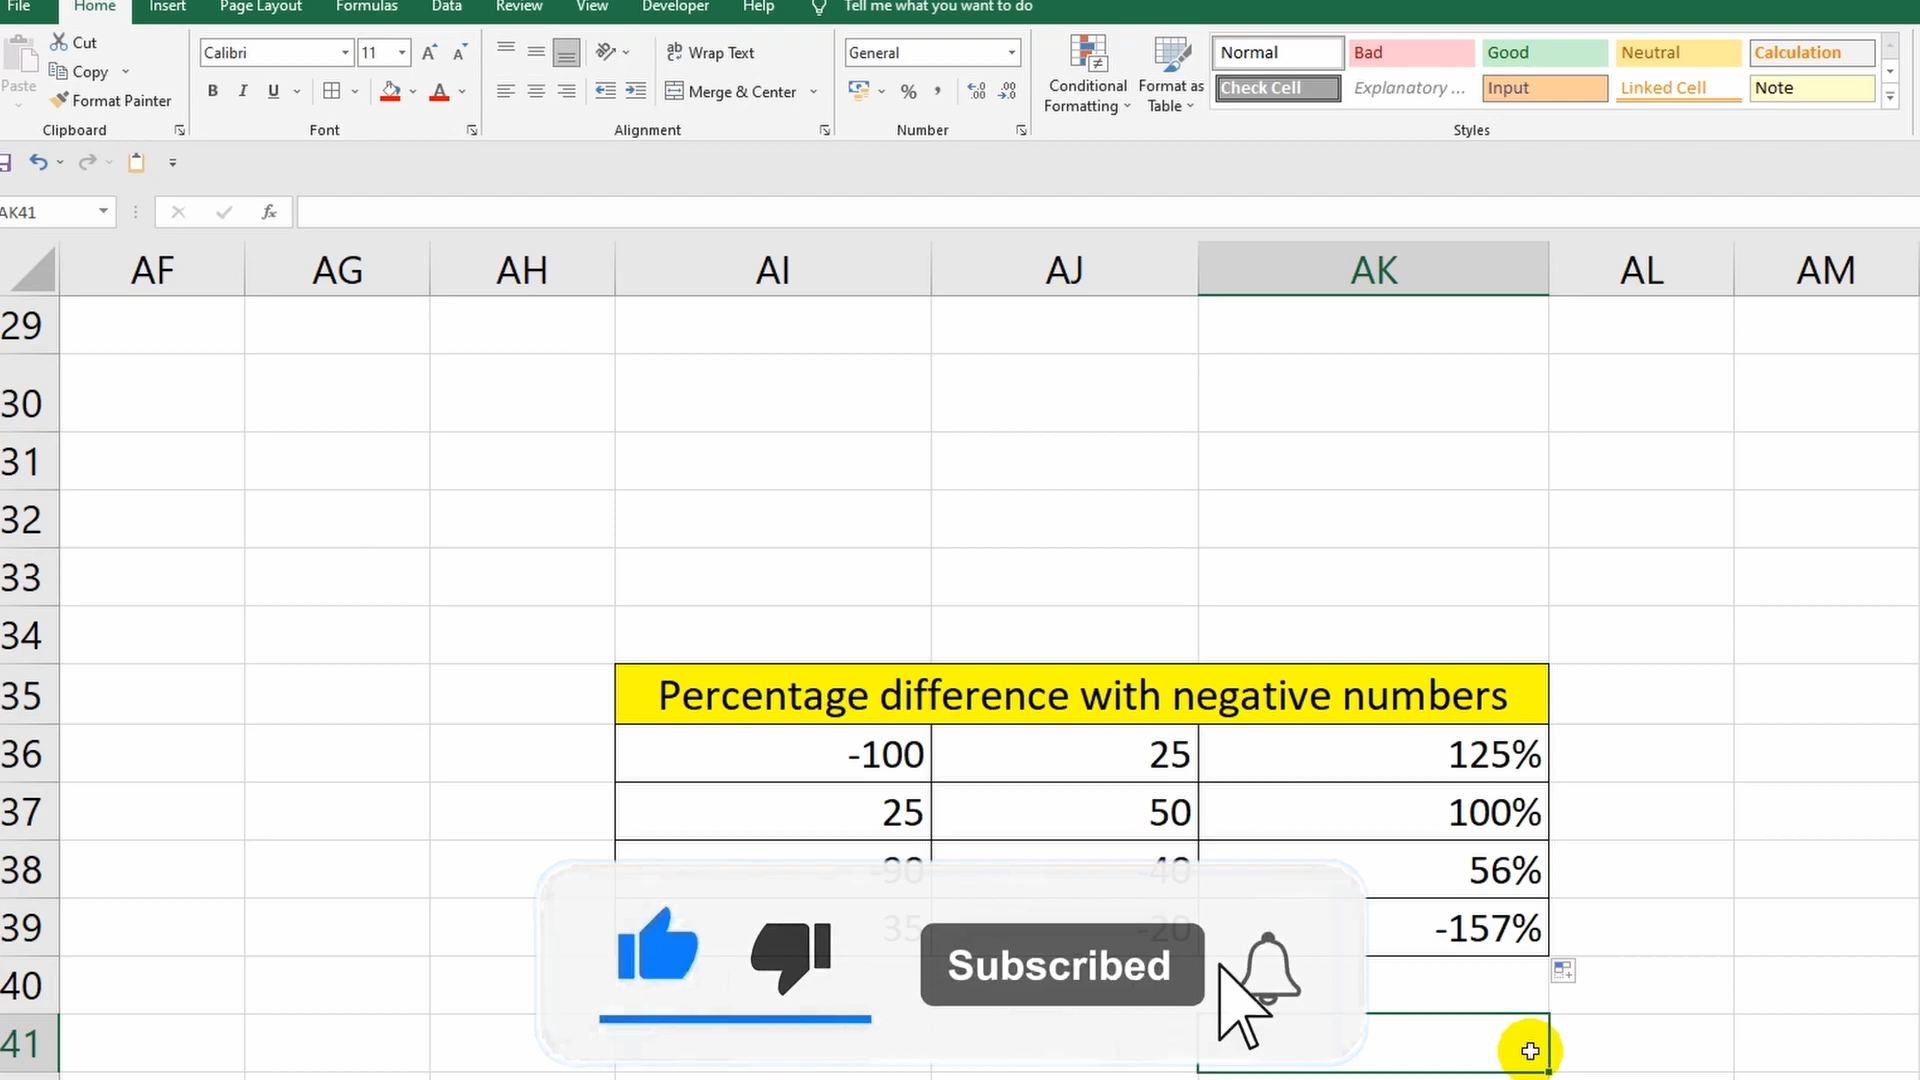 File Home Insert Page Layout Formulas Data Review View Developer Help Tell me what you want to do
Cut
Copy
Format Painter
Paste
Clipboard
Calibri 11
B I U A
Font
Wrap Text
Merge & Center
Alignment
General
%
Number
Conditional Formatting
Format as Table
Normal Bad Good Neutral Calculation
Check Cell Explanatory ... Input Linked Cell Note
Styles
AK41 fx
AF AG AH AI AJ AK AL AM
29
30
31
32
33
34
35 Percentage difference with negative numbers
36 -100 25 125%
37 25 50 100%
38 -90 -40 56%
39 35 -20 -157%
40
41
Subscribed